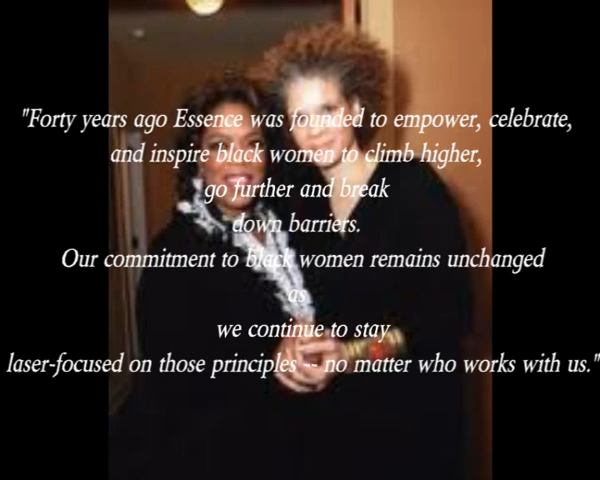 "Forty years ago Essence was founded to empower, celebrate,
and inspire black women to climb higher,
go further and break
down barriers.
Our commitment to black women remains unchanged
as
we continue to stay
laser-focused on those principles -- no matter who works with us."